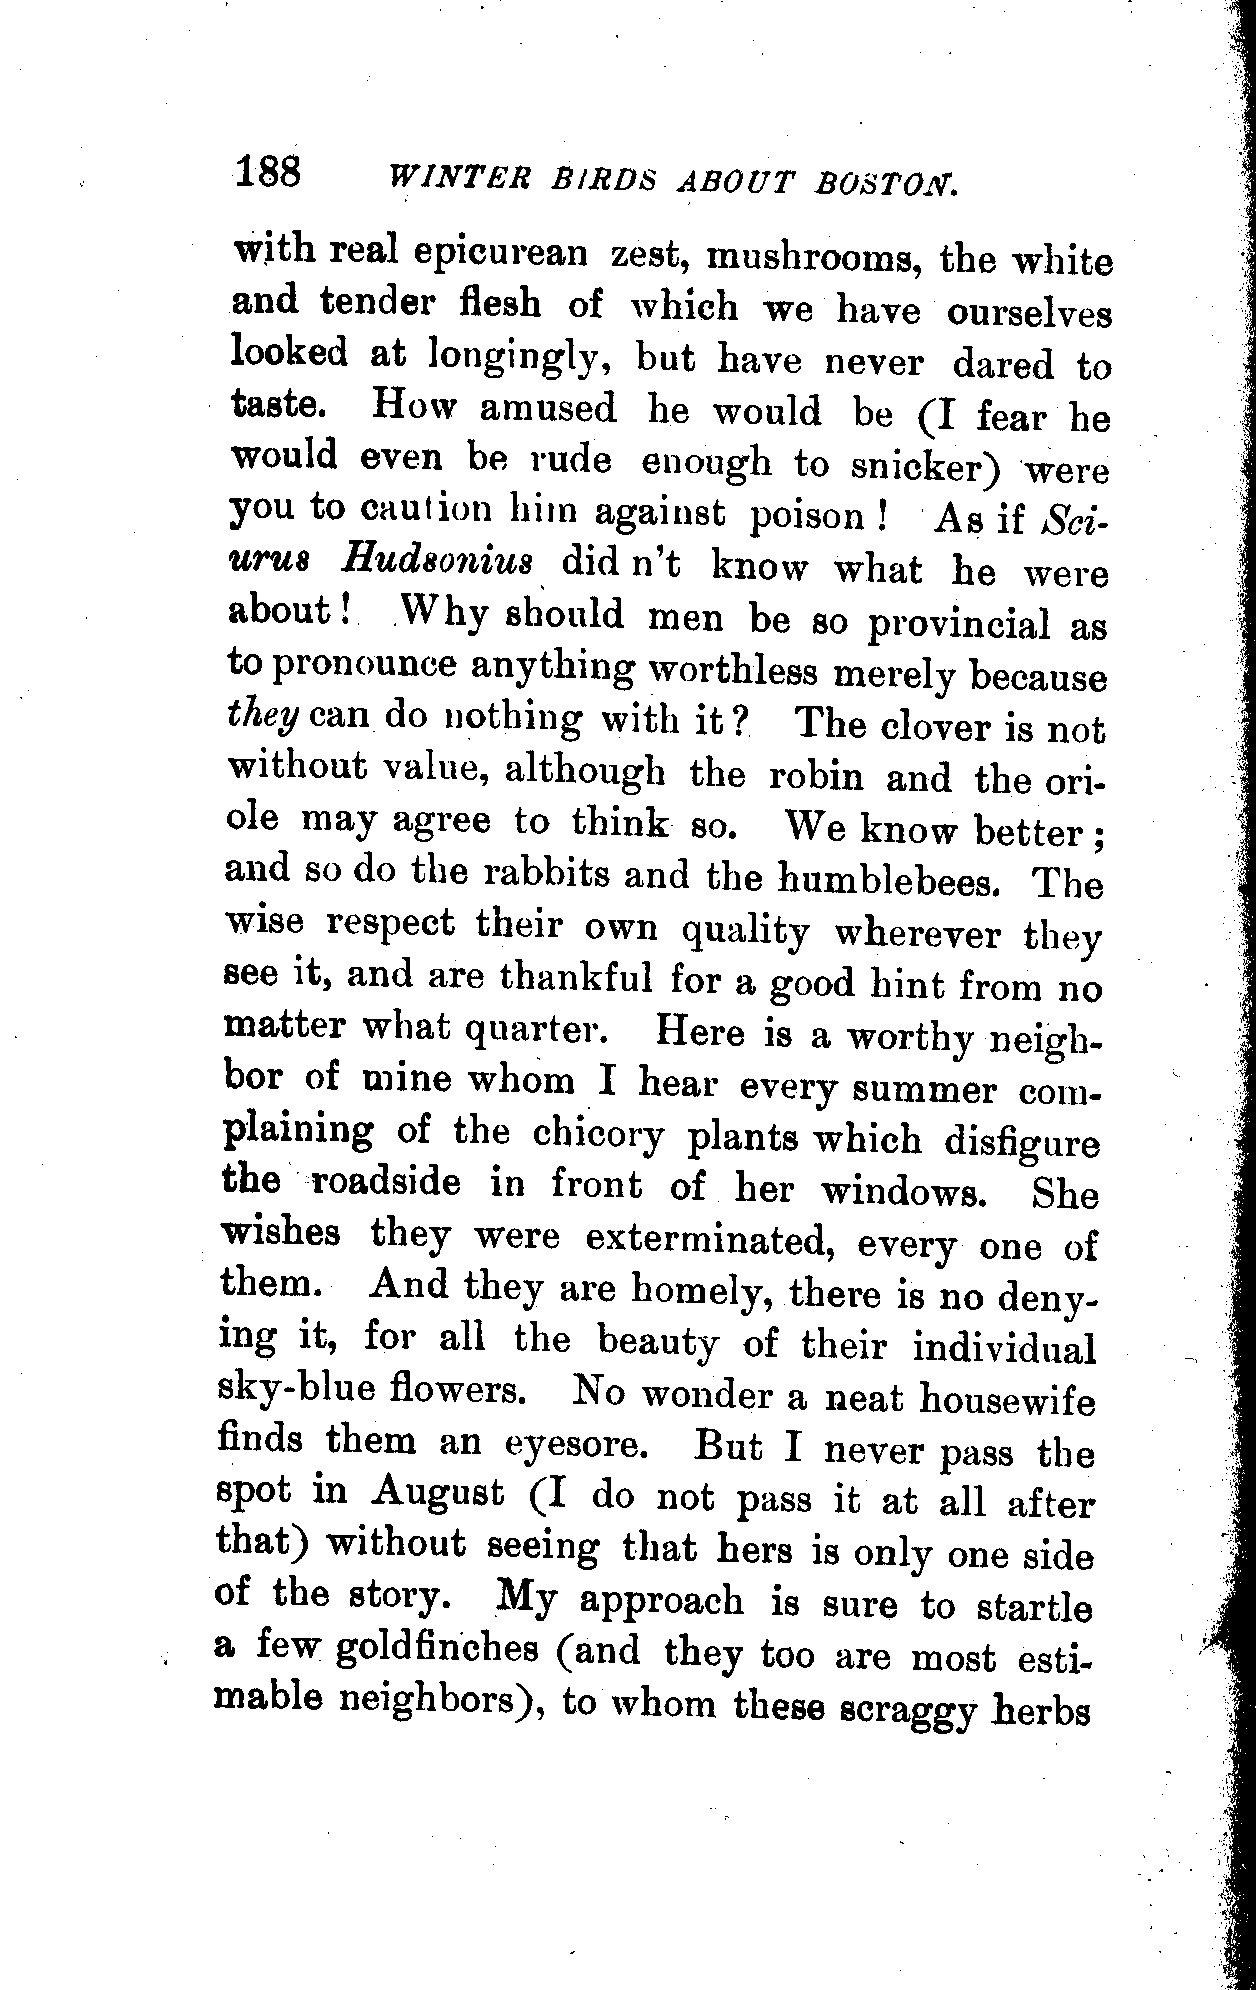 188 WINTER BIRDS ABOUT BOSTON.
with real epicurean zest, mushrooms, the white
and tender flesh of which we have ourselves
looked at longingly, but have never dared to
taste. How amused he would be (I fear he
would even be rude enough to snicker) were
you to caution him against poison! As if Sci-
urus Hudsonius did n't know what he were
about! Why should men be so provincial as
to pronounce anything worthless merely because
they can do nothing with it? The clover is not
without value, although the robin and the ori-
ole may agree to think so. We know better;
and so do the rabbits and the humblebees. The
wise respect their own quality wherever they
see it, and are thankful for a good hint from no
matter what quarter. Here is a worthy neigh-
bor of mine whom I hear every summer com-
plaining of the chicory plants which disfigure
the roadside in front of her windows. She
wishes they were exterminated, every one of
them. And they are homely, there is no deny-
ing it, for all the beauty of their individual
sky-blue flowers. No wonder a neat housewife
finds them an eyesore. But I never pass the
spot in August (I do not pass it at all after
that) without seeing that hers is only one side
of the story. My approach is sure to startle
a few goldfinches (and they too are most esti-
mable neighbors), to whom these scraggy herbs